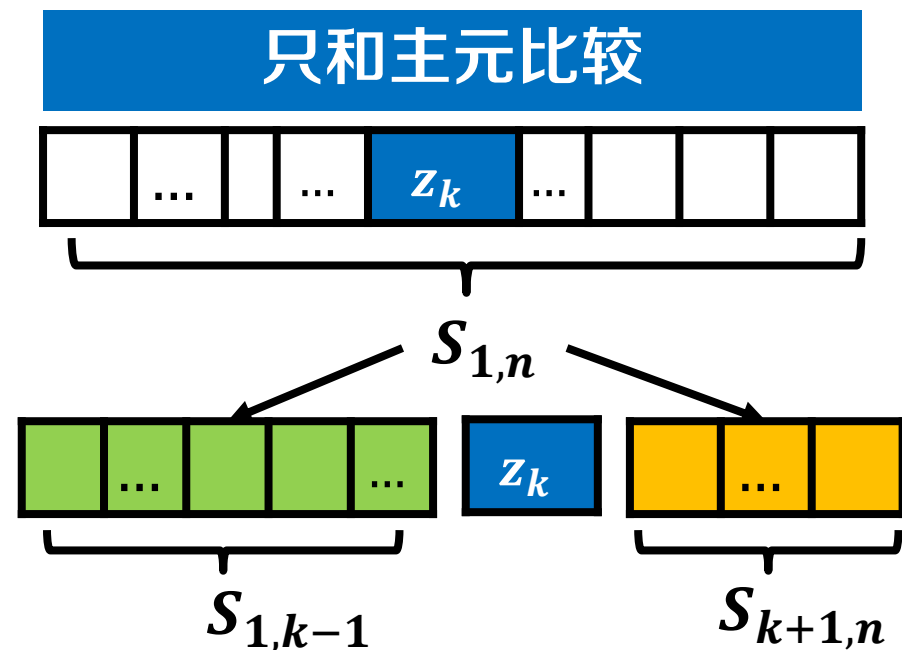 只和主元比较
... ... z_k ...
S_{1,n}
... ... z_k ...
S_{1,k-1} S_{k+1,n}